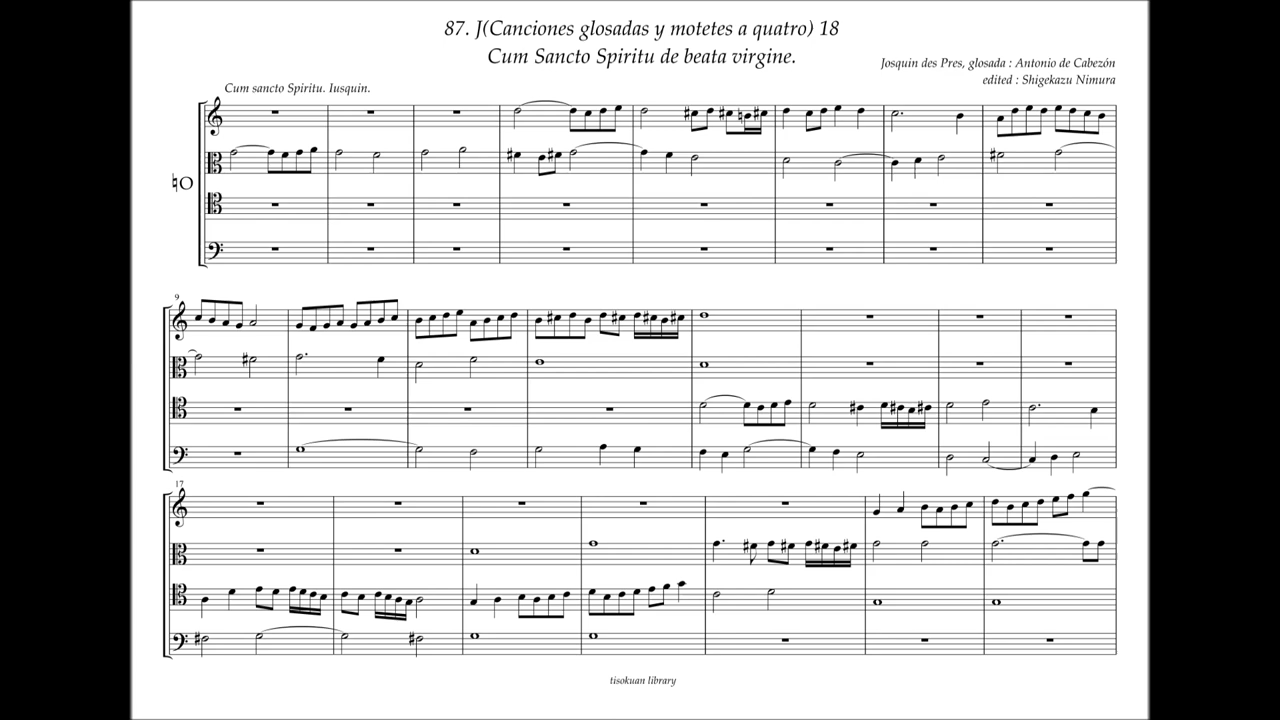 87. J(Canciones glosadas y motetes a quatro) 18
Cum Sancto Spiritu de beata virgine.
Josquin des Pres, glosada : Antonio de Cabezón
edited : Shigekazu Nimura
Cum sancto Spiritu. Iusquin.
9
17
tisokuan library